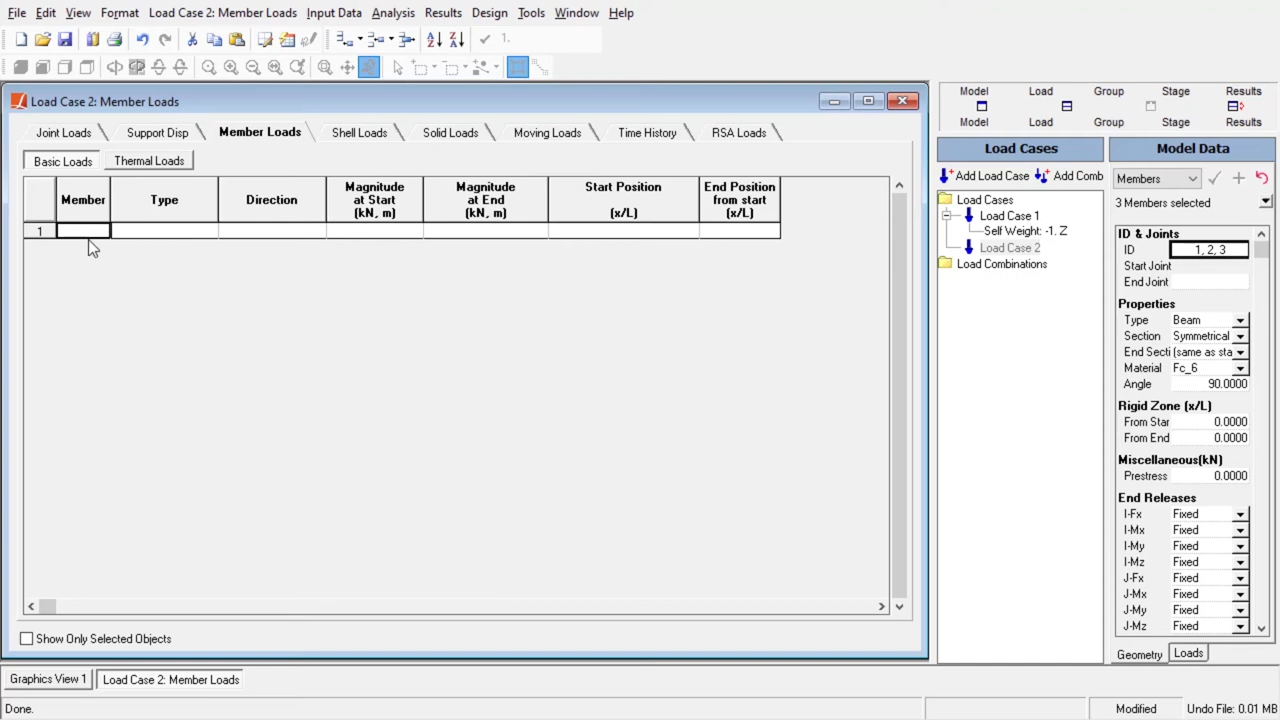 File Edit View Format Load Case 2: Member Loads Input Data Analysis Results Design Tools Window Help
1.
Load Case 2: Member Loads
Joint Loads Support Disp Member Loads Shell Loads Solid Loads Moving Loads Time History RSA Loads
Basic Loads Thermal Loads
Member Type Direction Magnitude at Start (kN, m) Magnitude at End (kN, m) Start Position (x/L) End Position from start (x/L)
1
Show Only Selected Objects
Model Load Group Stage Results
Model Load Group Stage Results
Load Cases
Add Load Case Add Comb
Load Cases
Load Case 1
Self Weight: -1. Z
Load Case 2
Load Combinations
Model Data
Members
3 Members selected
ID & Joints
ID 1, 2, 3
Start Joint
End Joint
Properties
Type Beam
Section Symmetrical
End Secti (same as sta
Material Fc_6
Angle 90.0000
Rigid Zone (x/L)
From Star 0.0000
From End 0.0000
Miscellaneous(kN)
Prestress 0.0000
End Releases
I-Fx Fixed
I-Mx Fixed
I-My Fixed
I-Mz Fixed
J-Fx Fixed
J-Mx Fixed
J-My Fixed
J-Mz Fixed
Geometry Loads
Graphics View 1 Load Case 2: Member Loads
Done. Modified Undo File: 0.01 MB